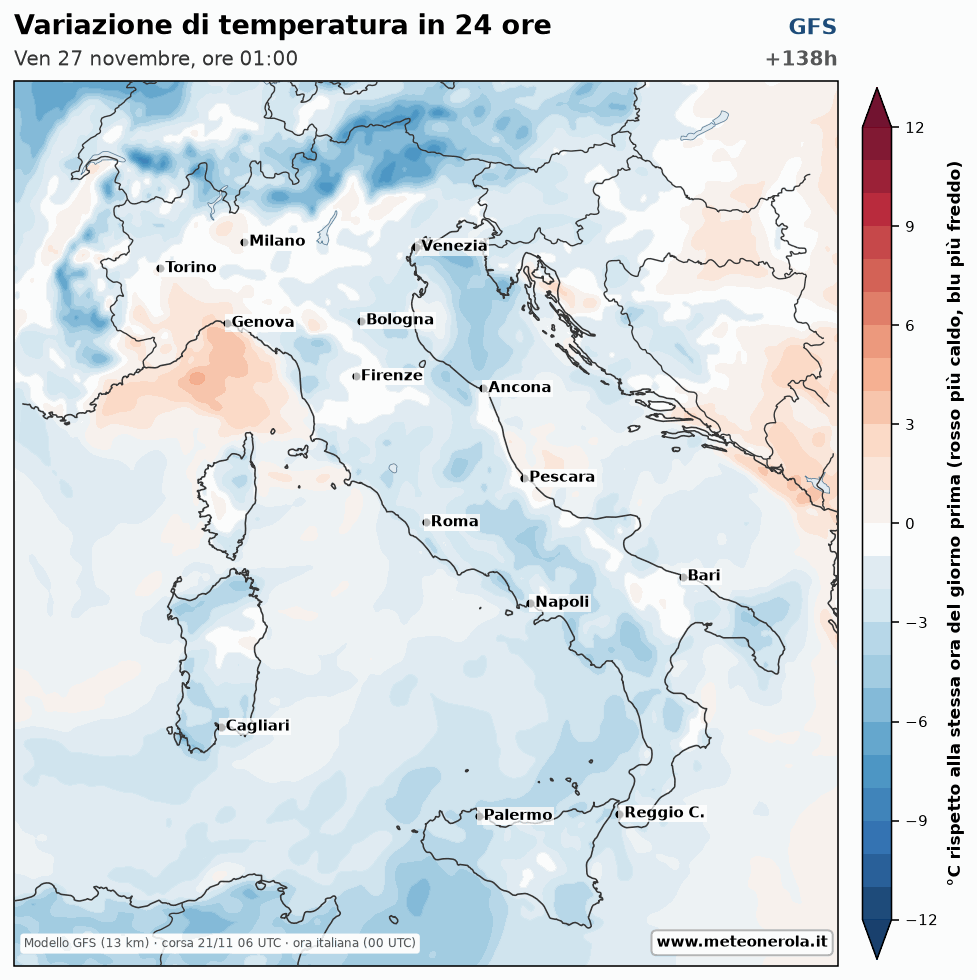 Variazione di temperatura in 24 ore
GFS
Ven 27 novembre, ore 01:00
+138h
Milano
Venezia
Torino
Genova
Bologna
Firenze
Ancona
Pescara
Roma
Bari
Napoli
Cagliari
Palermo
Reggio C.
12
9
6
3
0
−3
−6
−9
−12
°C rispetto alla stessa ora del giorno prima (rosso più caldo, blu più freddo)
Modello GFS (13 km) · corsa 21/11 06 UTC · ora italiana (00 UTC)
www.meteonerola.it